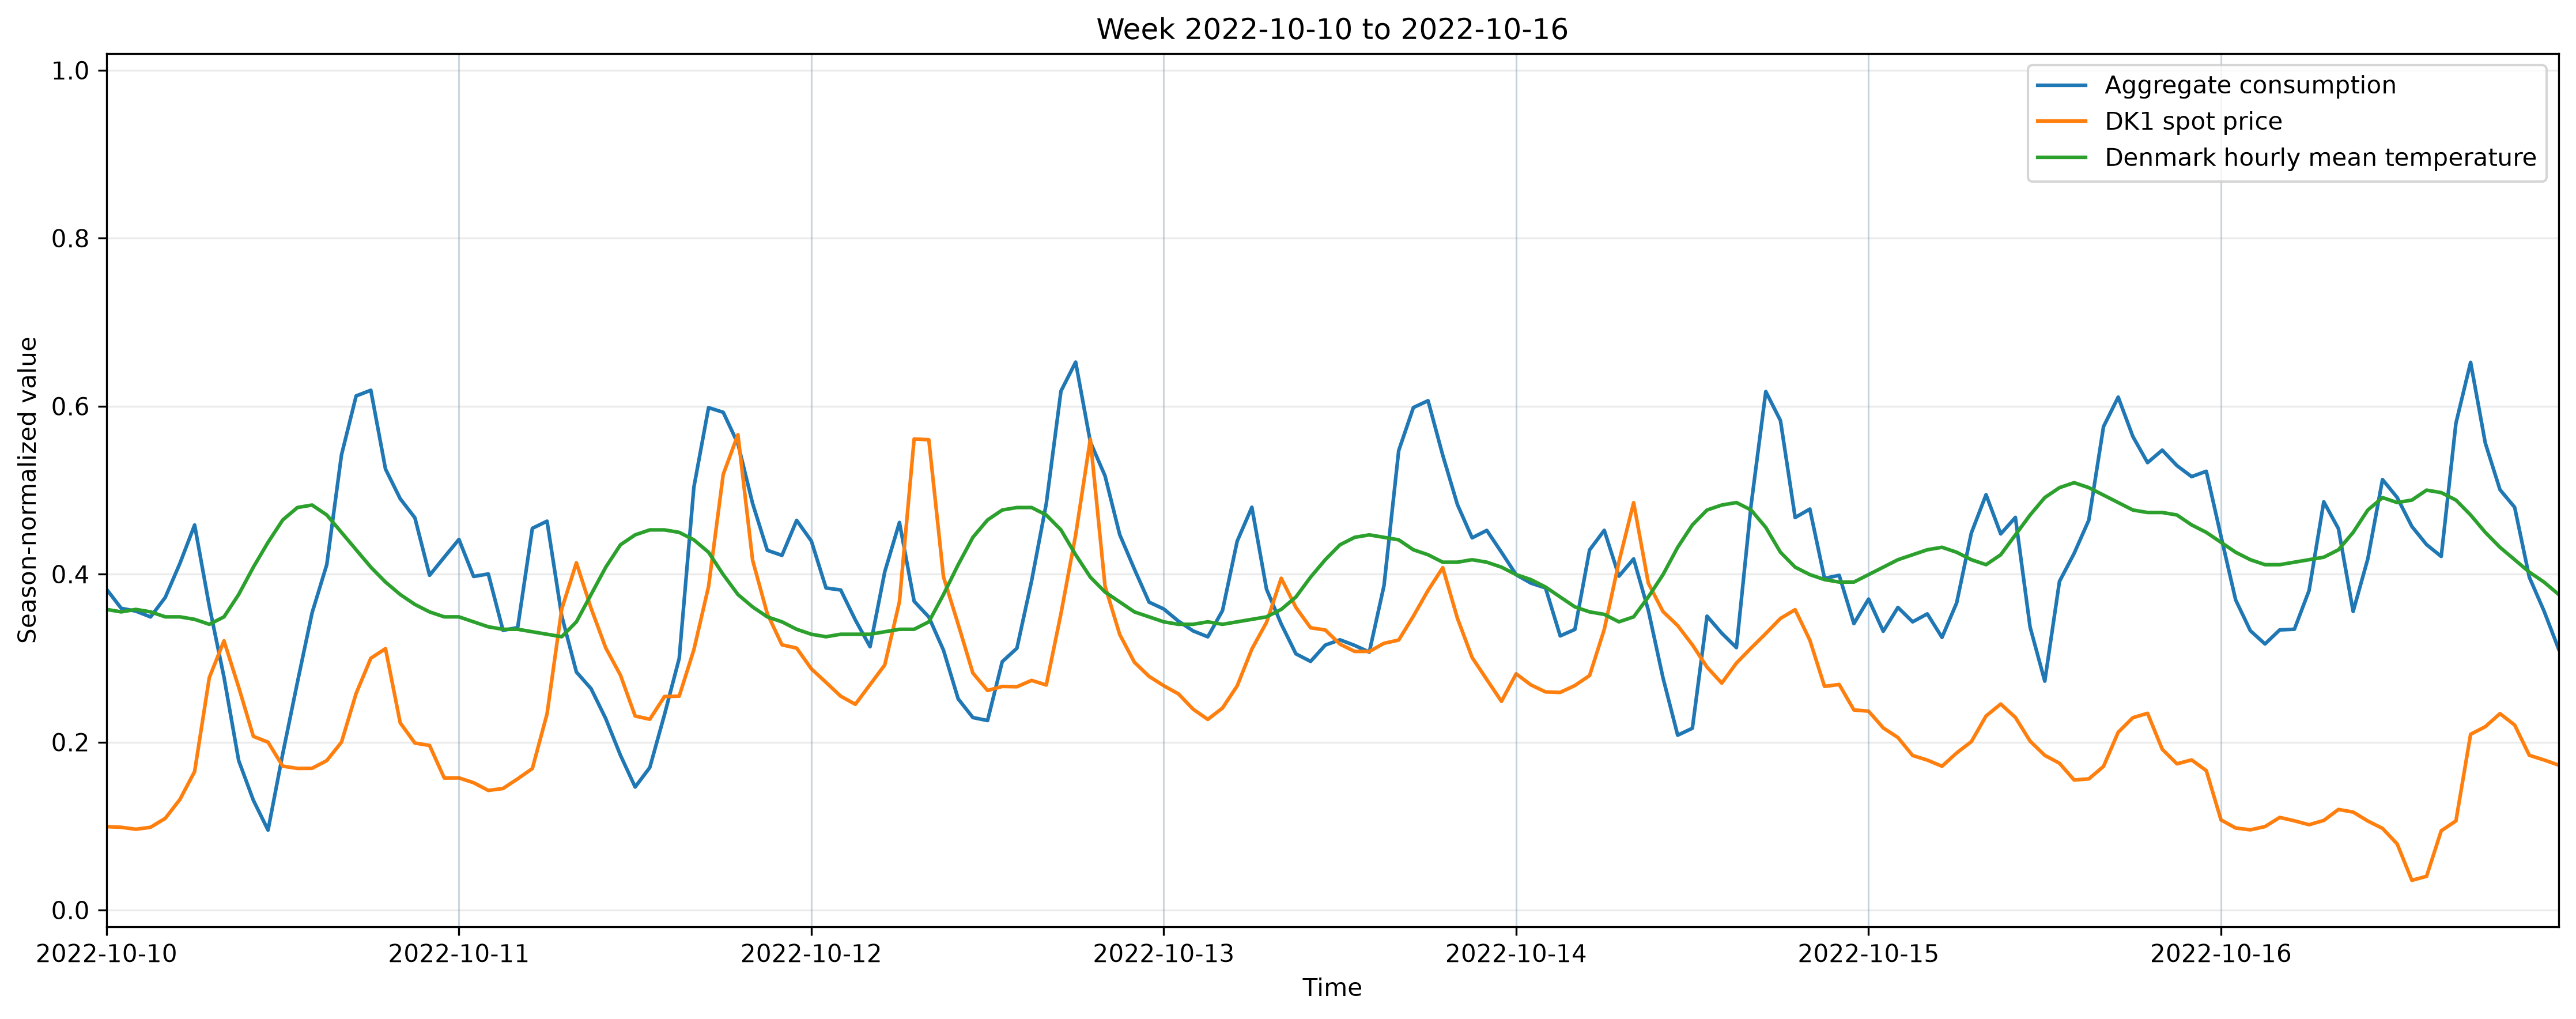 Week 2022-10-10 to 2022-10-16
Season-normalized value
1.0
0.8
0.6
0.4
0.2
0.0
Aggregate consumption
DK1 spot price
Denmark hourly mean temperature
2022-10-10
2022-10-11
2022-10-12
2022-10-13
2022-10-14
2022-10-15
2022-10-16
Time